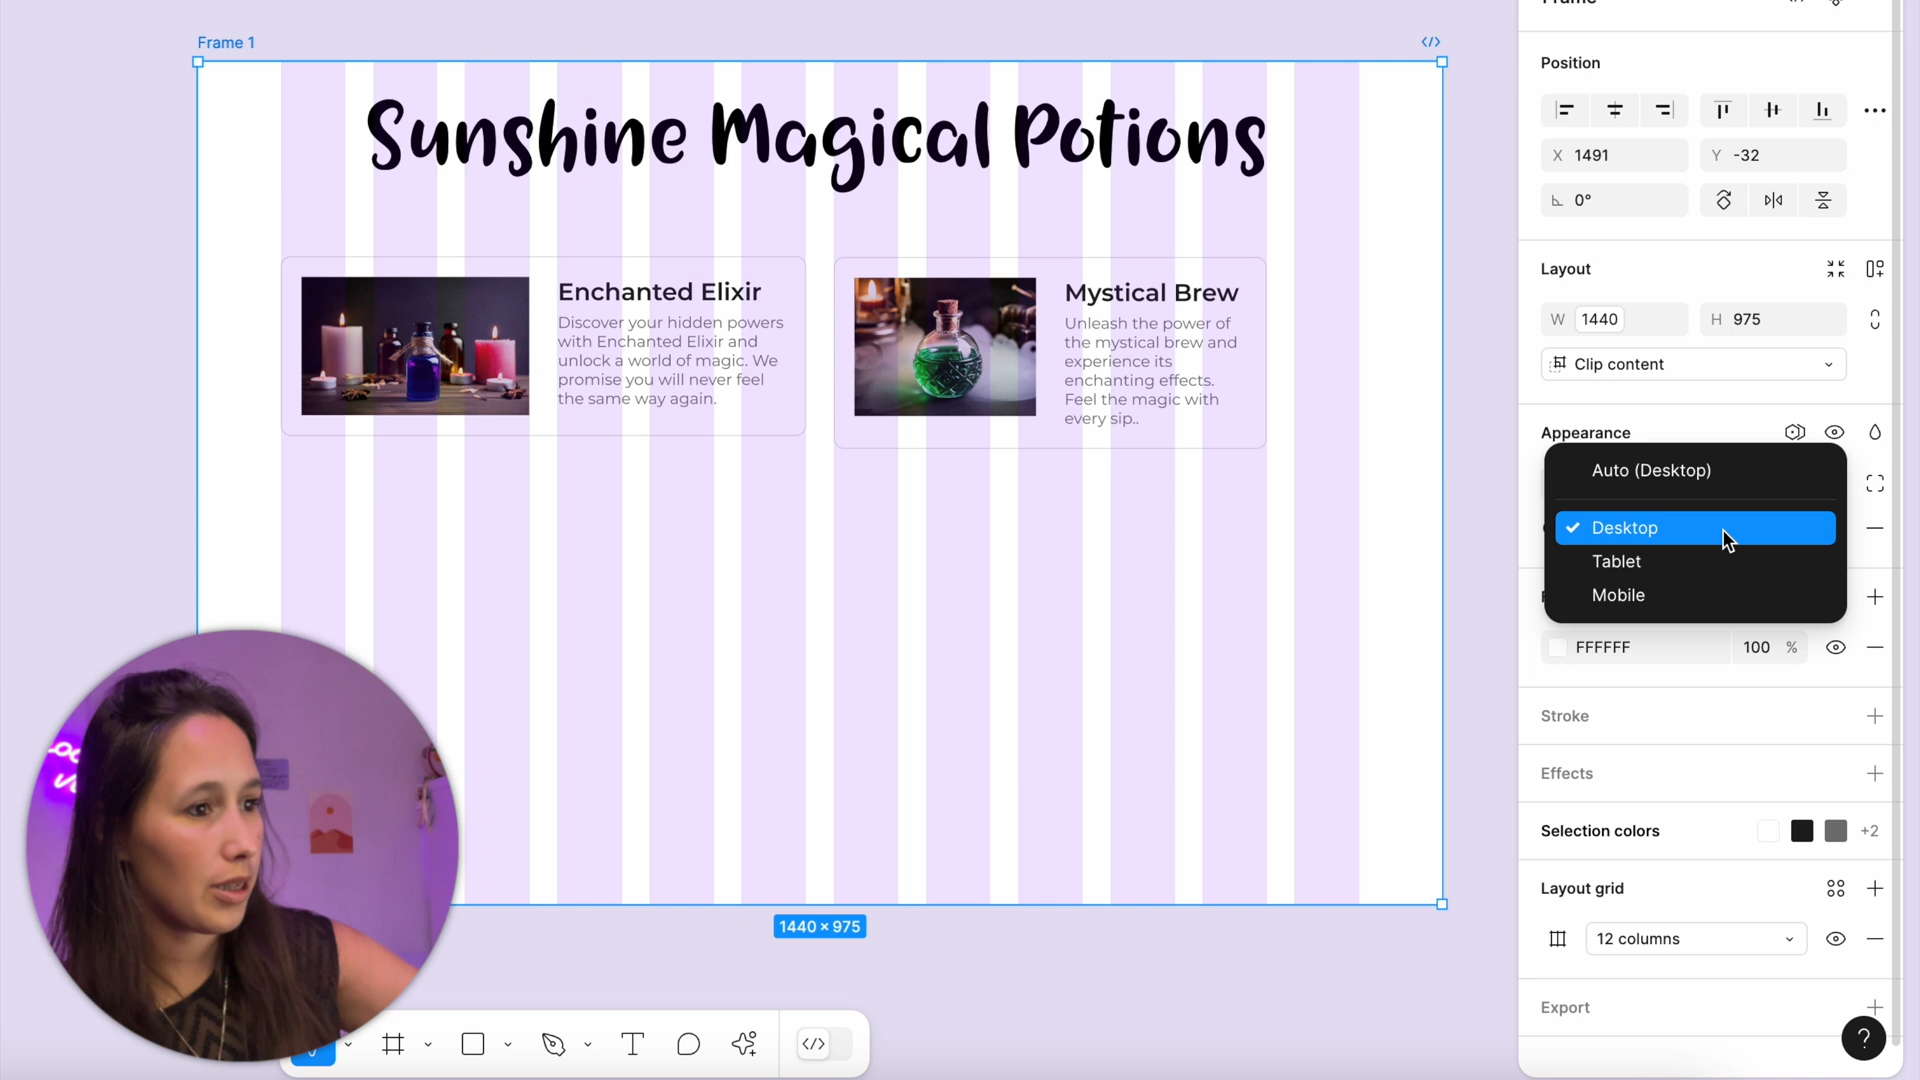 Frame
Frame 1
Position
Sunshine Magical Potions
X 1491
Y -32
0°
Layout
W 1440
H 975
Clip content
Enchanted Elixir
Discover your hidden powers
with Enchanted Elixir and
unlock a world of magic. We
promise you will never feel
the same way again.
Mystical Brew
Unleash the power of
the mystical brew and
experience its
enchanting effects.
Feel the magic with
every sip..
Appearance
Auto (Desktop)
Desktop
Tablet
Mobile
FFFFFF
100 %
Stroke
Effects
Selection colors
+2
Layout grid
12 columns
1440 × 975
Export
?